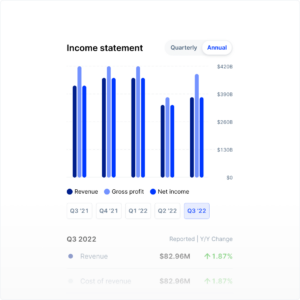 Income statement
Quarterly Annual
$420B
$390B
$260B
$130B
$0
Revenue Gross profit Net income
Q3 '21 Q4 '21 Q1 '22 Q2 '22 Q3 '22
Q3 2022 Reported | Y/Y Change
Revenue $82.96M ↑1.87%
Cost of revenue $82.96M ↑1.87%